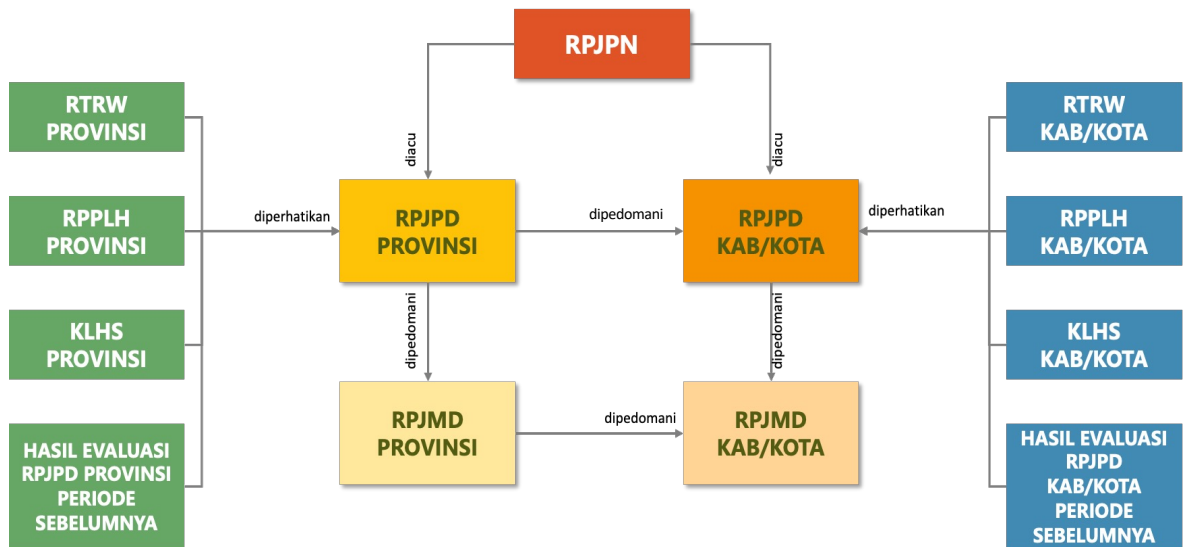 RPJPN
diacu
diacu
RTRW
PROVINSI
RPPLH
PROVINSI
KLHS
PROVINSI
HASIL EVALUASI
RPJPD PROVINSI
PERIODE
SEBELUMNYA
diperhatikan
RPJPD
PROVINSI
dipedomani
RPJPD
KAB/KOTA
diperhatikan
dipedomani
dipedomani
RPJMD
PROVINSI
dipedomani
RPJMD
KAB/KOTA
RTRW
KAB/KOTA
RPPLH
KAB/KOTA
KLHS
KAB/KOTA
HASIL EVALUASI
RPJPD
KAB/KOTA
PERIODE
SEBELUMNYA